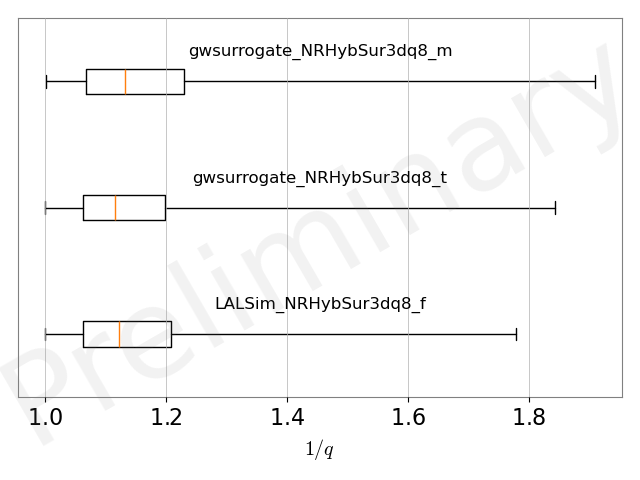 gwsurrogate_NRHybSur3dq8_m
gwsurrogate_NRHybSur3dq8_t
LALSim_NRHybSur3dq8_f
Preliminary
1.0 1.2 1.4 1.6 1.8
1/q